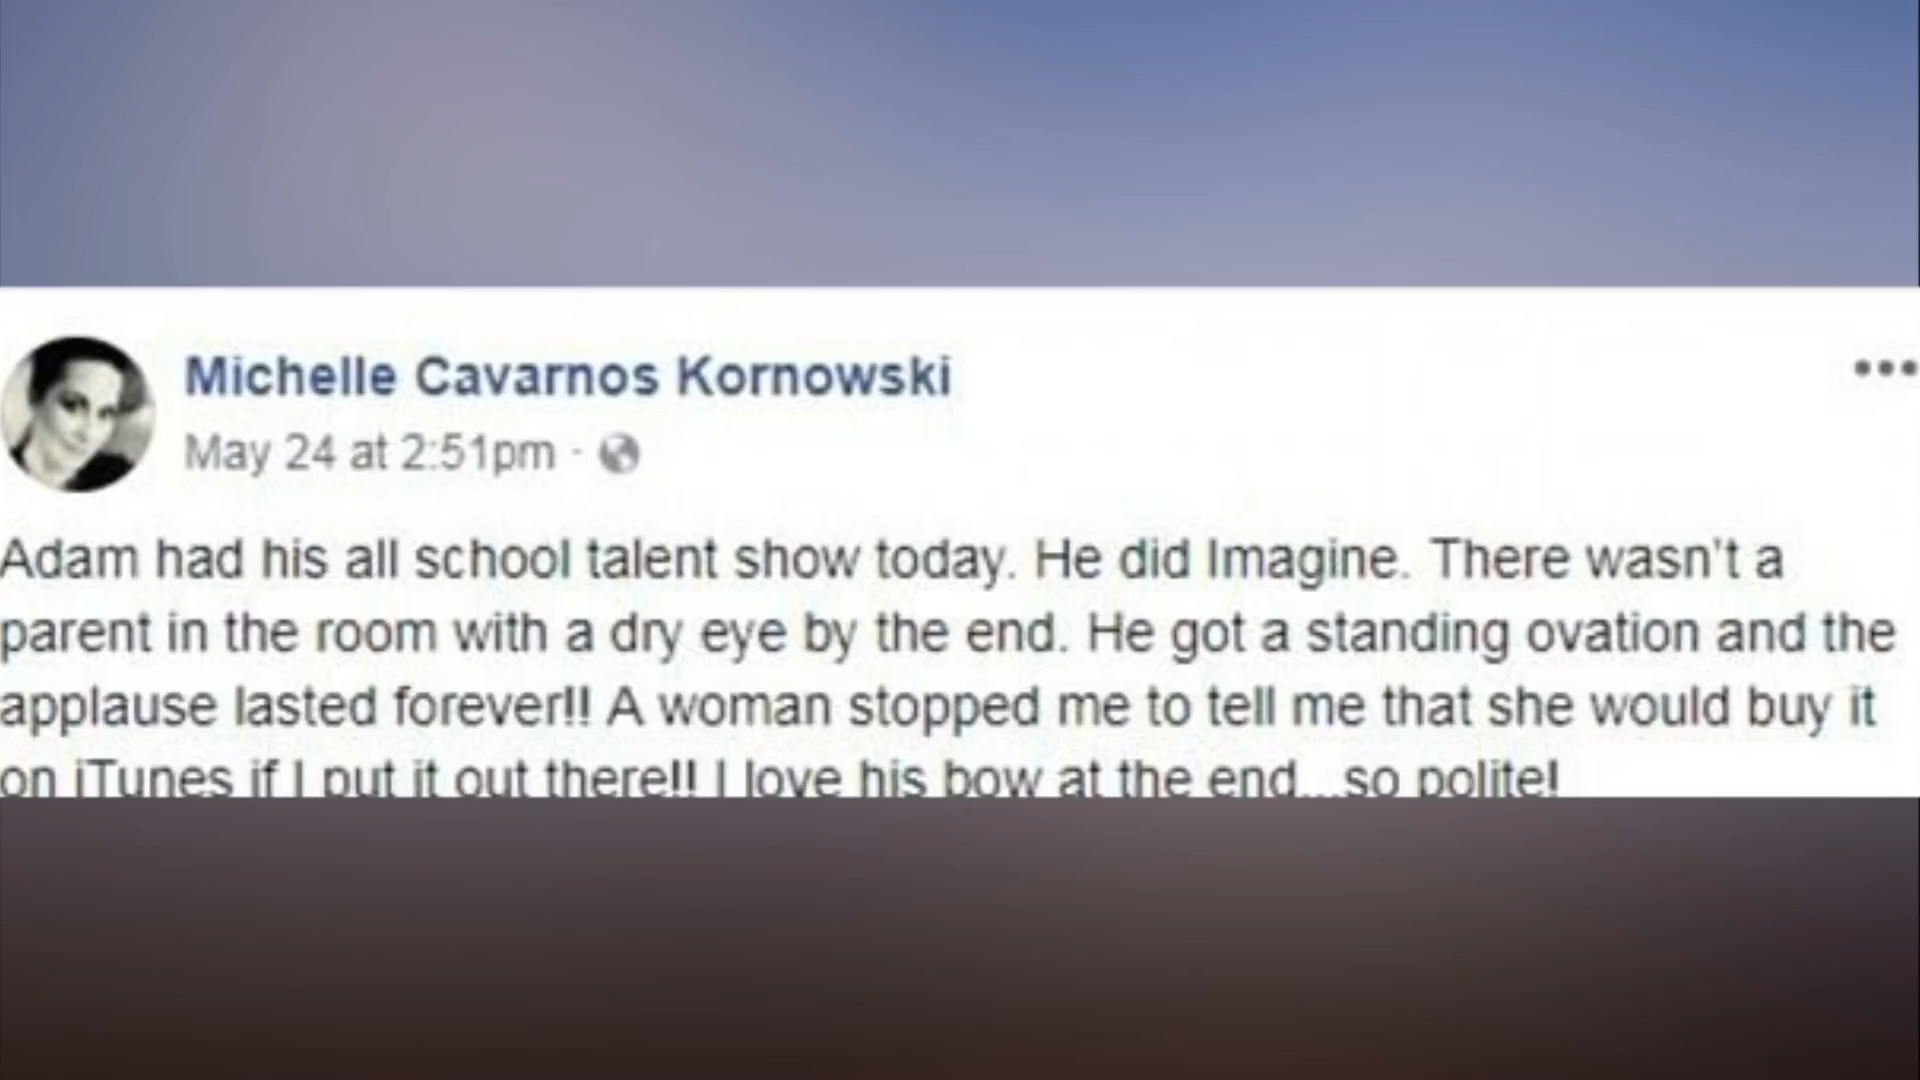 Michelle Cavarnos Kornowski
May 24 at 2:51pm ·
Adam had his all school talent show today. He did Imagine. There wasn't a
parent in the room with a dry eye by the end. He got a standing ovation and the
applause lasted forever!! A woman stopped me to tell me that she would buy it
on iTunes if I put it out there!! I love his bow at the end...so polite!